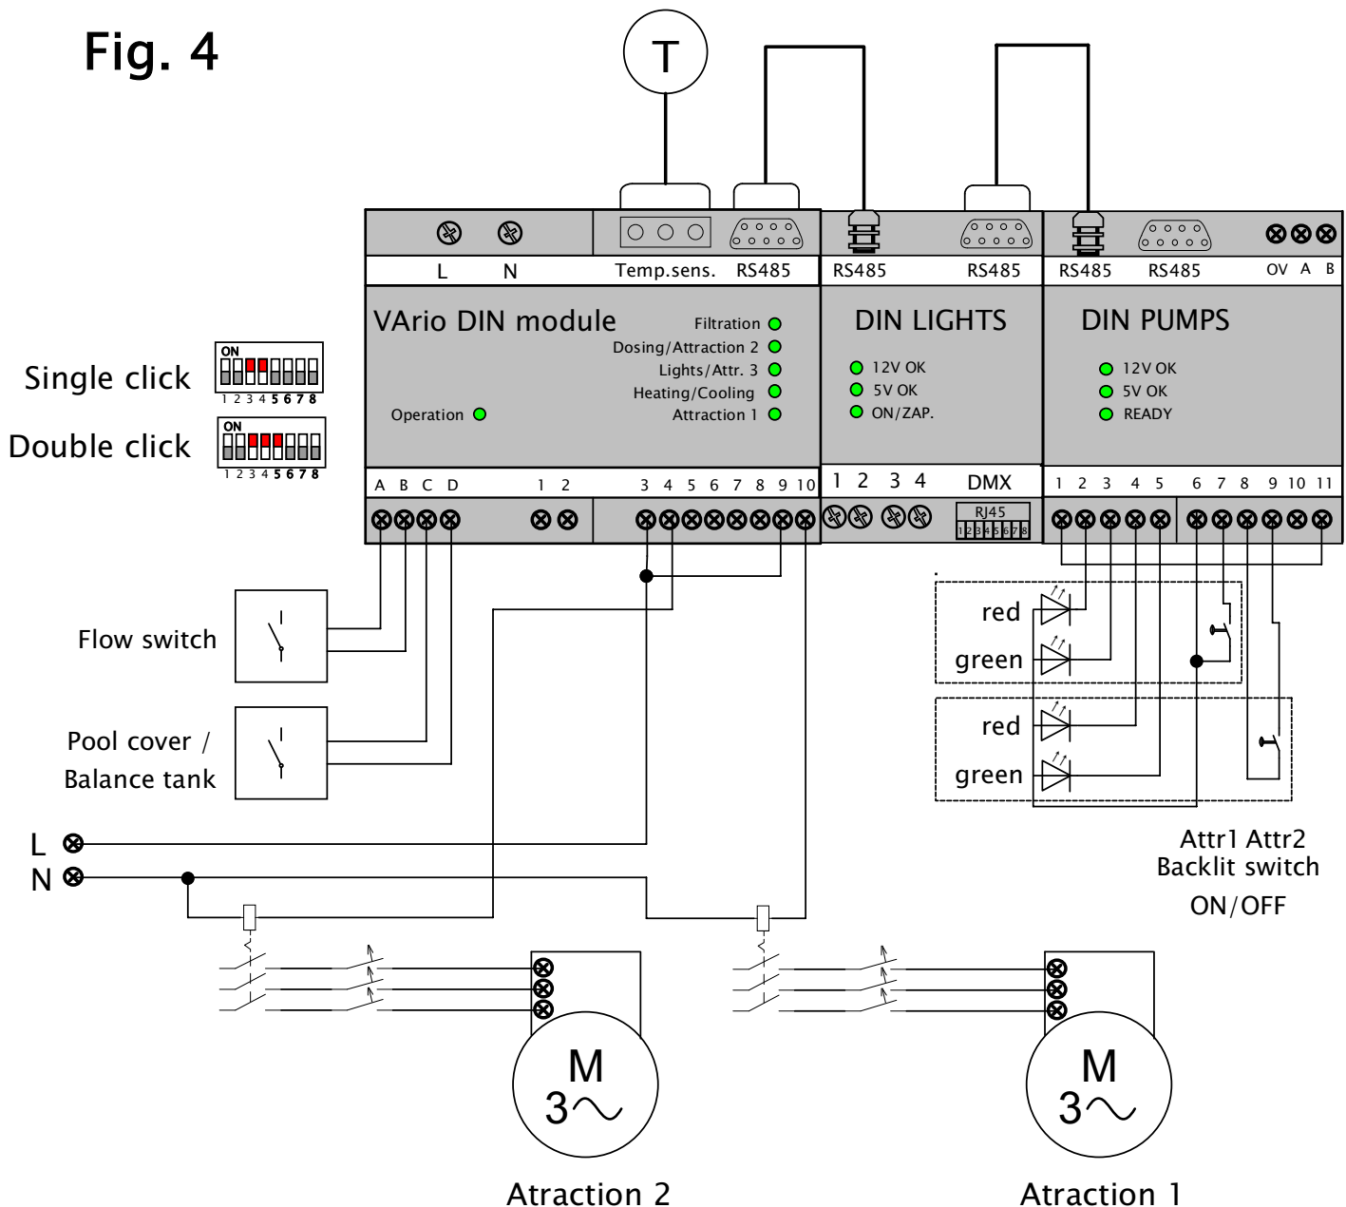 Fig. 4
T
L N Temp.sens. RS485 RS485 RS485 RS485 RS485 OV A B
VArio DIN module
Filtration
Dosing/Attraction 2
Lights/Attr. 3
Heating/Cooling
Attraction 1
Operation
DIN LIGHTS
12V OK
5V OK
ON/ZAP.
DIN PUMPS
12V OK
5V OK
READY
Single click
ON
1 2 3 4 5 6 7 8
Double click
ON
1 2 3 4 5 6 7 8
A B C D 1 2 3 4 5 6 7 8 9 10
1 2 3 4 DMX
RJ45
1 2 3 4 5 6 7 8
1 2 3 4 5 6 7 8 9 10 11
Flow switch
Pool cover /
Balance tank
red
green
red
green
L
N
Attr1 Attr2
Backlit switch
ON/OFF
M
3
M
3
Atraction 2
Atraction 1